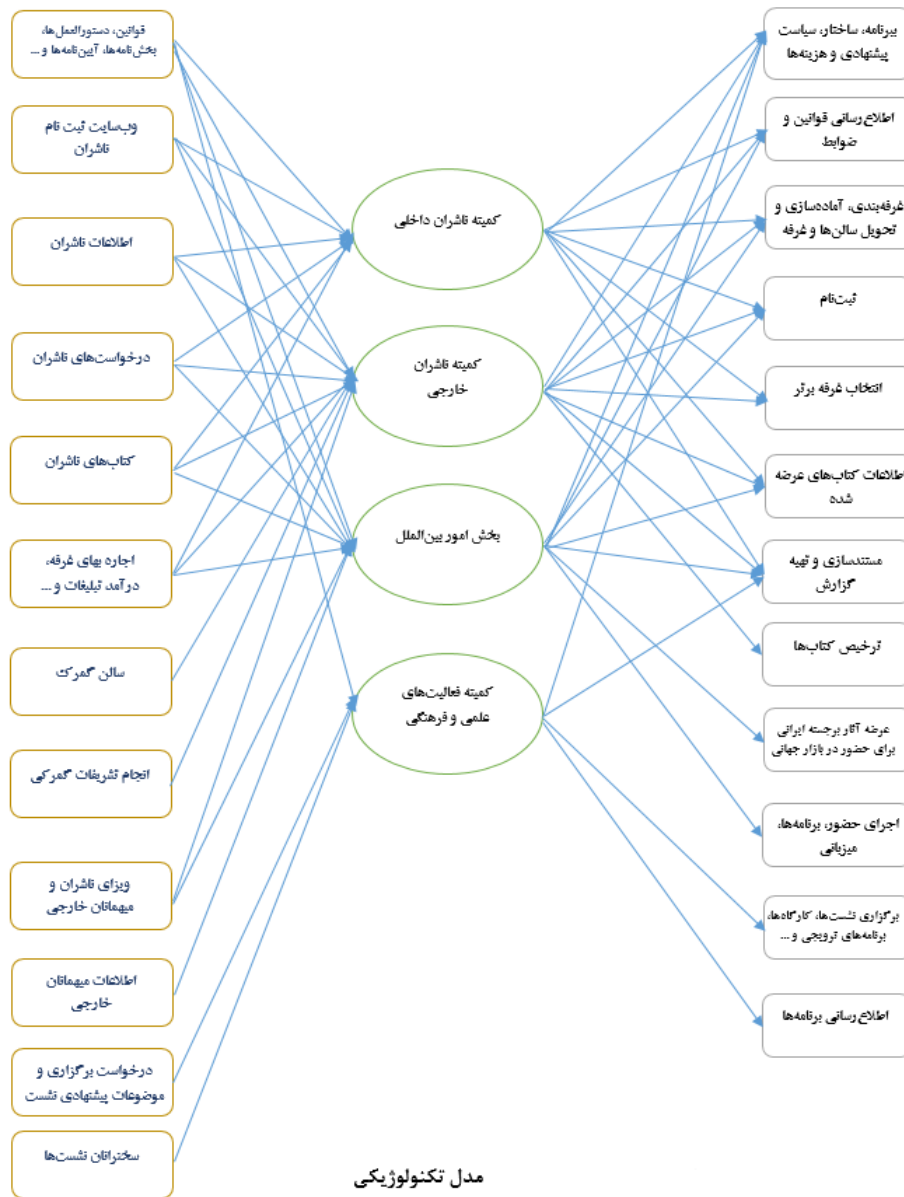 قوانین، دستورالعمل‌ها،
بخش‌نامه‌ها، آیین‌نامه‌ها و ...
وب‌سایت ثبت نام
ناشران
اطلاعات ناشران
درخواست‌های ناشران
کتاب‌های ناشران
اجاره بهای غرفه،
درآمد تبلیغات و ...
سالن گمرک
انجام تشریفات گمرکی
ویزای ناشران و
میهمانان خارجی
اطلاعات میهمانان
خارجی
درخواست برگزاری و
موضوعات پیشنهادی نشست
سخنرانان نشست‌ها
کمیته ناشران داخلی
کمیته ناشران
خارجی
بخش امور بین‌الملل
کمیته فعالیت‌های
علمی و فرهنگی
ببرنامه، ساختار، سیاست
پیشنهادی و هزینه‌ها
اطلاع‌رسانی قوانین و
ضوابط
غرفه‌بندی، آماده‌سازی و
تحویل سالن‌ها و غرفه
ثبت‌نام
انتخاب غرفه برتر
اطلاعات کتاب‌های عرضه
شده
مستندسازی و تهیه
گزارش
ترخیص کتاب‌ها
عرضه آثار برجسته ایرانی
برای حضور در بازار جهانی
اجرای حضور، برنامه‌ها،
میزبانی
برگزاری نشست‌ها، کارگاه‌ها،
برنامه‌های ترویجی و ...
اطلاع‌رسانی برنامه‌ها
مدل تکنولوژیکی